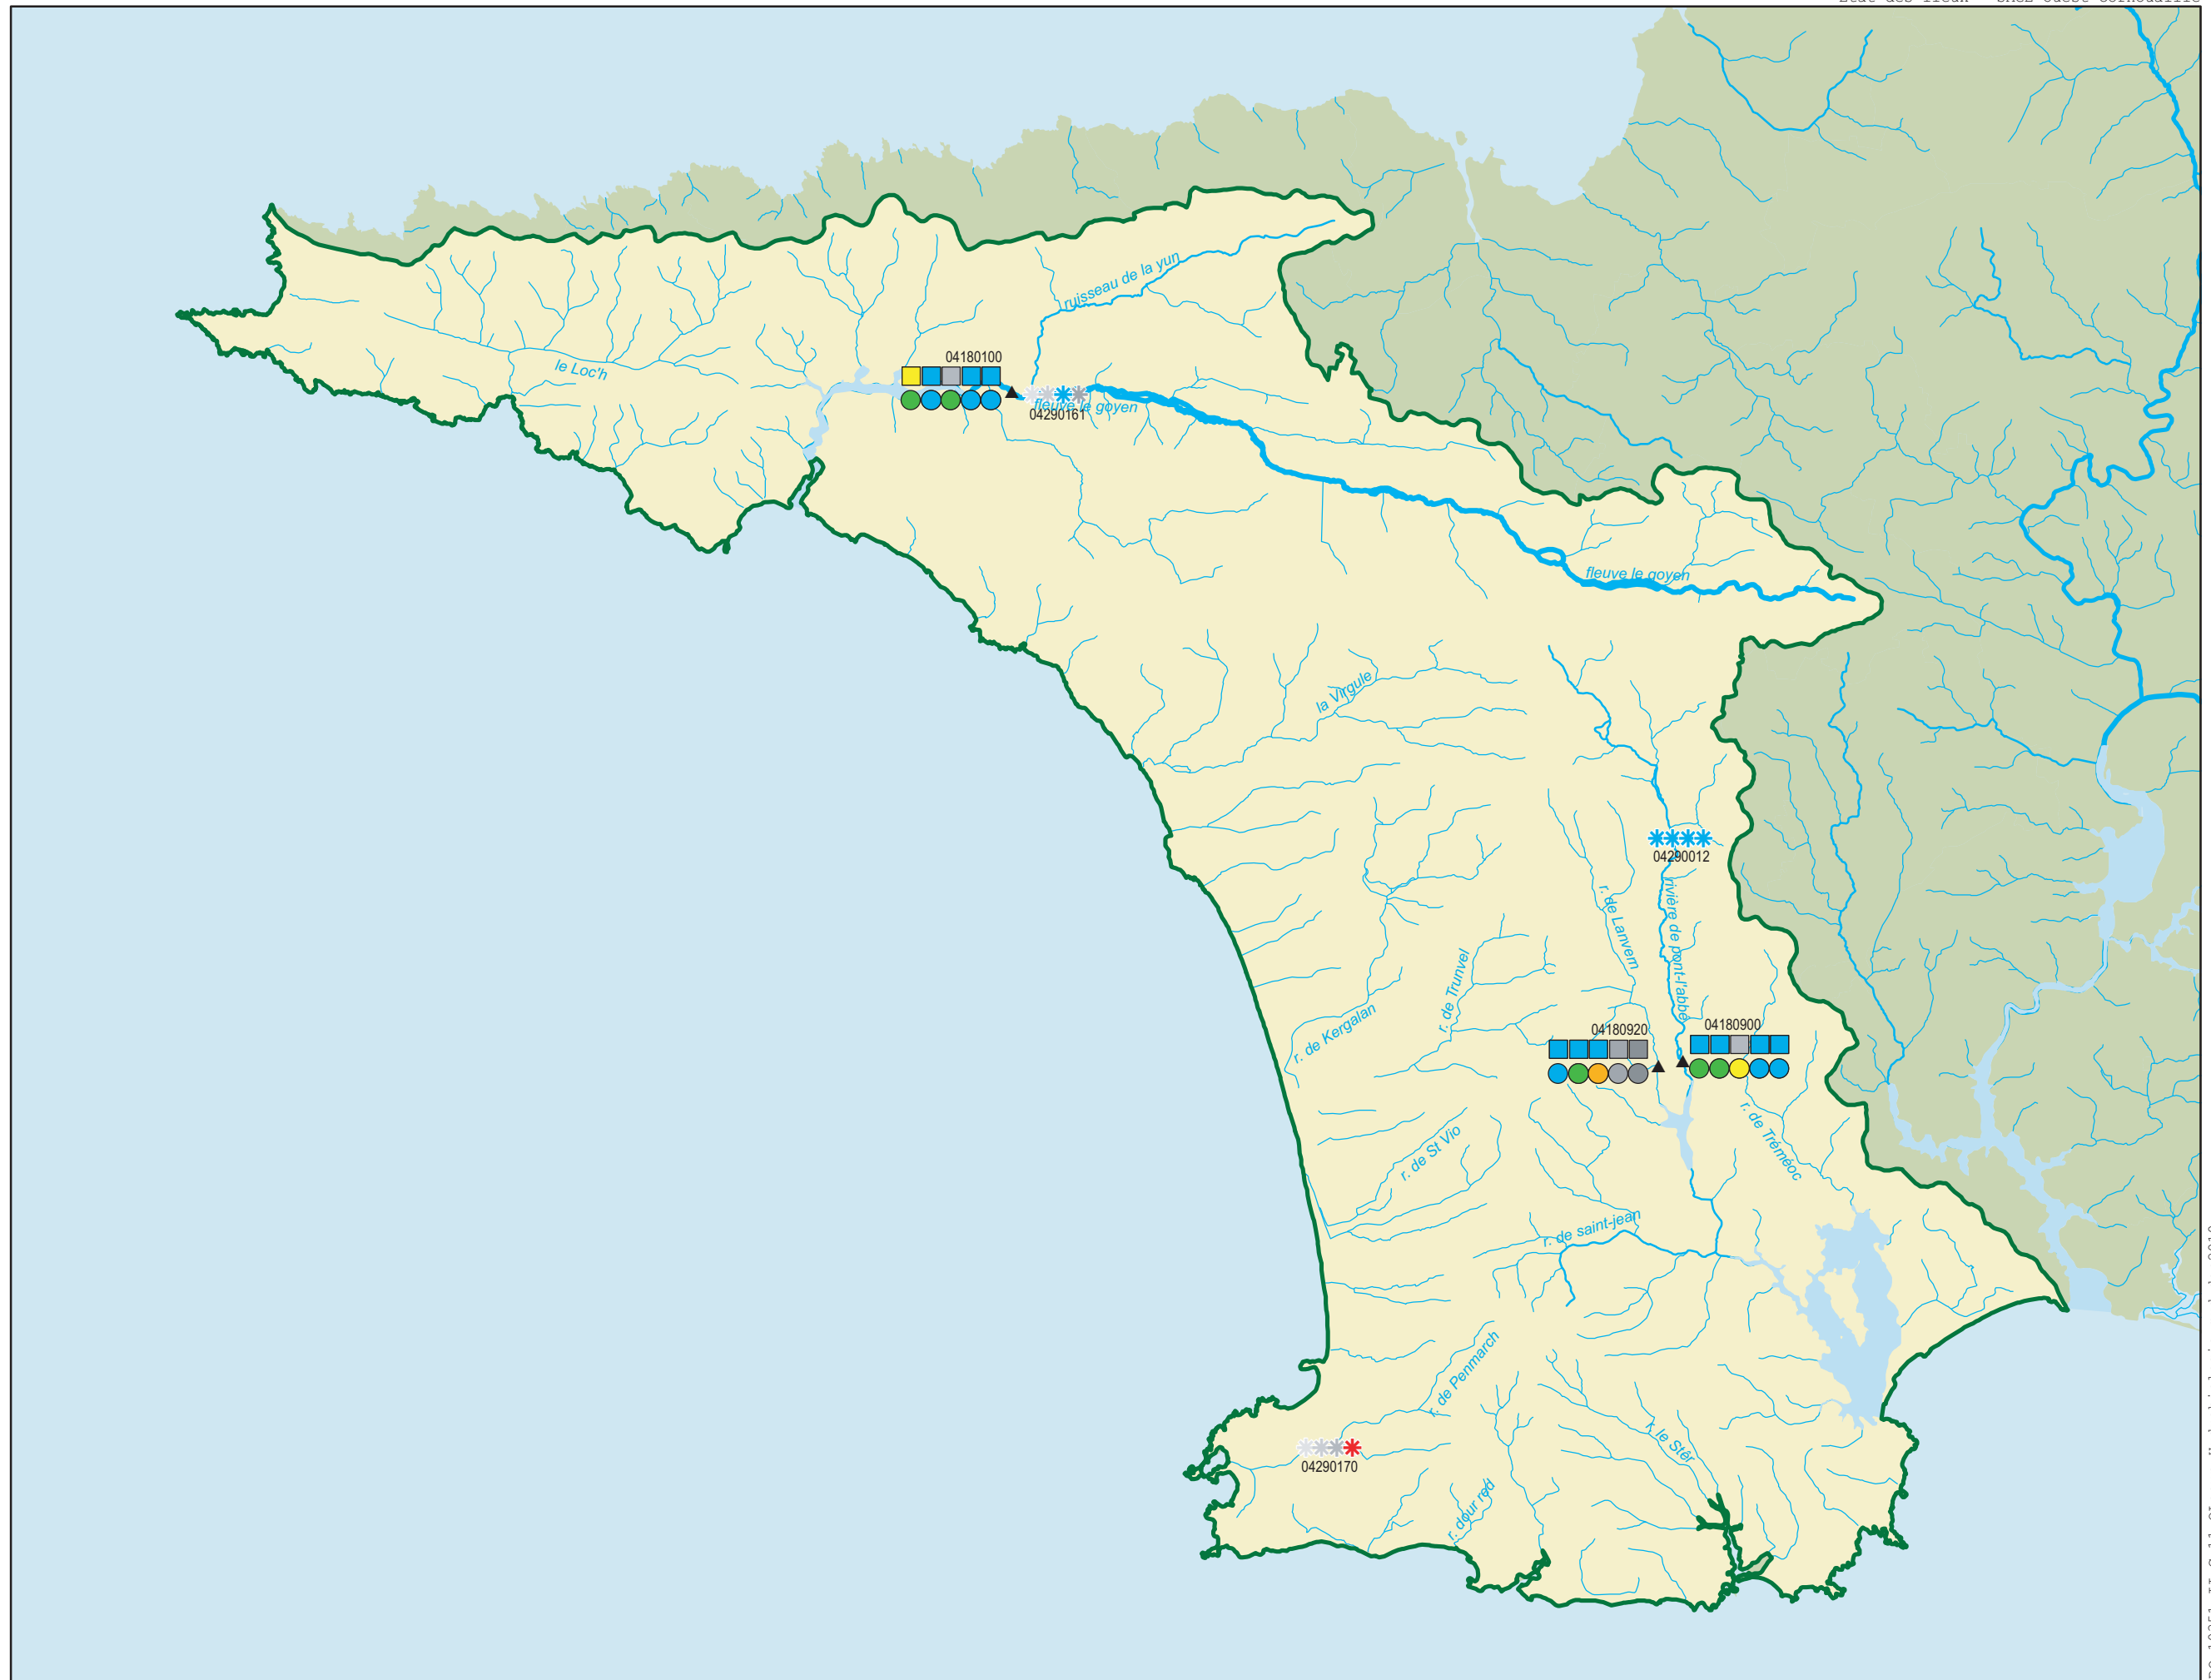 ruisseau de la yun
04180100
le Loc'h
fleuve le goyen
04290161
fleuve le goyen
la Virgule
04290012
r. de Lanvern
rivière de pont-l'abbé
r. de Trunvel
r. de Kergalan
04180920
04180900
r. de St Vio
r. de Tréméoc
r. de saint-jean
r. de Penmarch
r. le Stêr
04290170
r. dour red